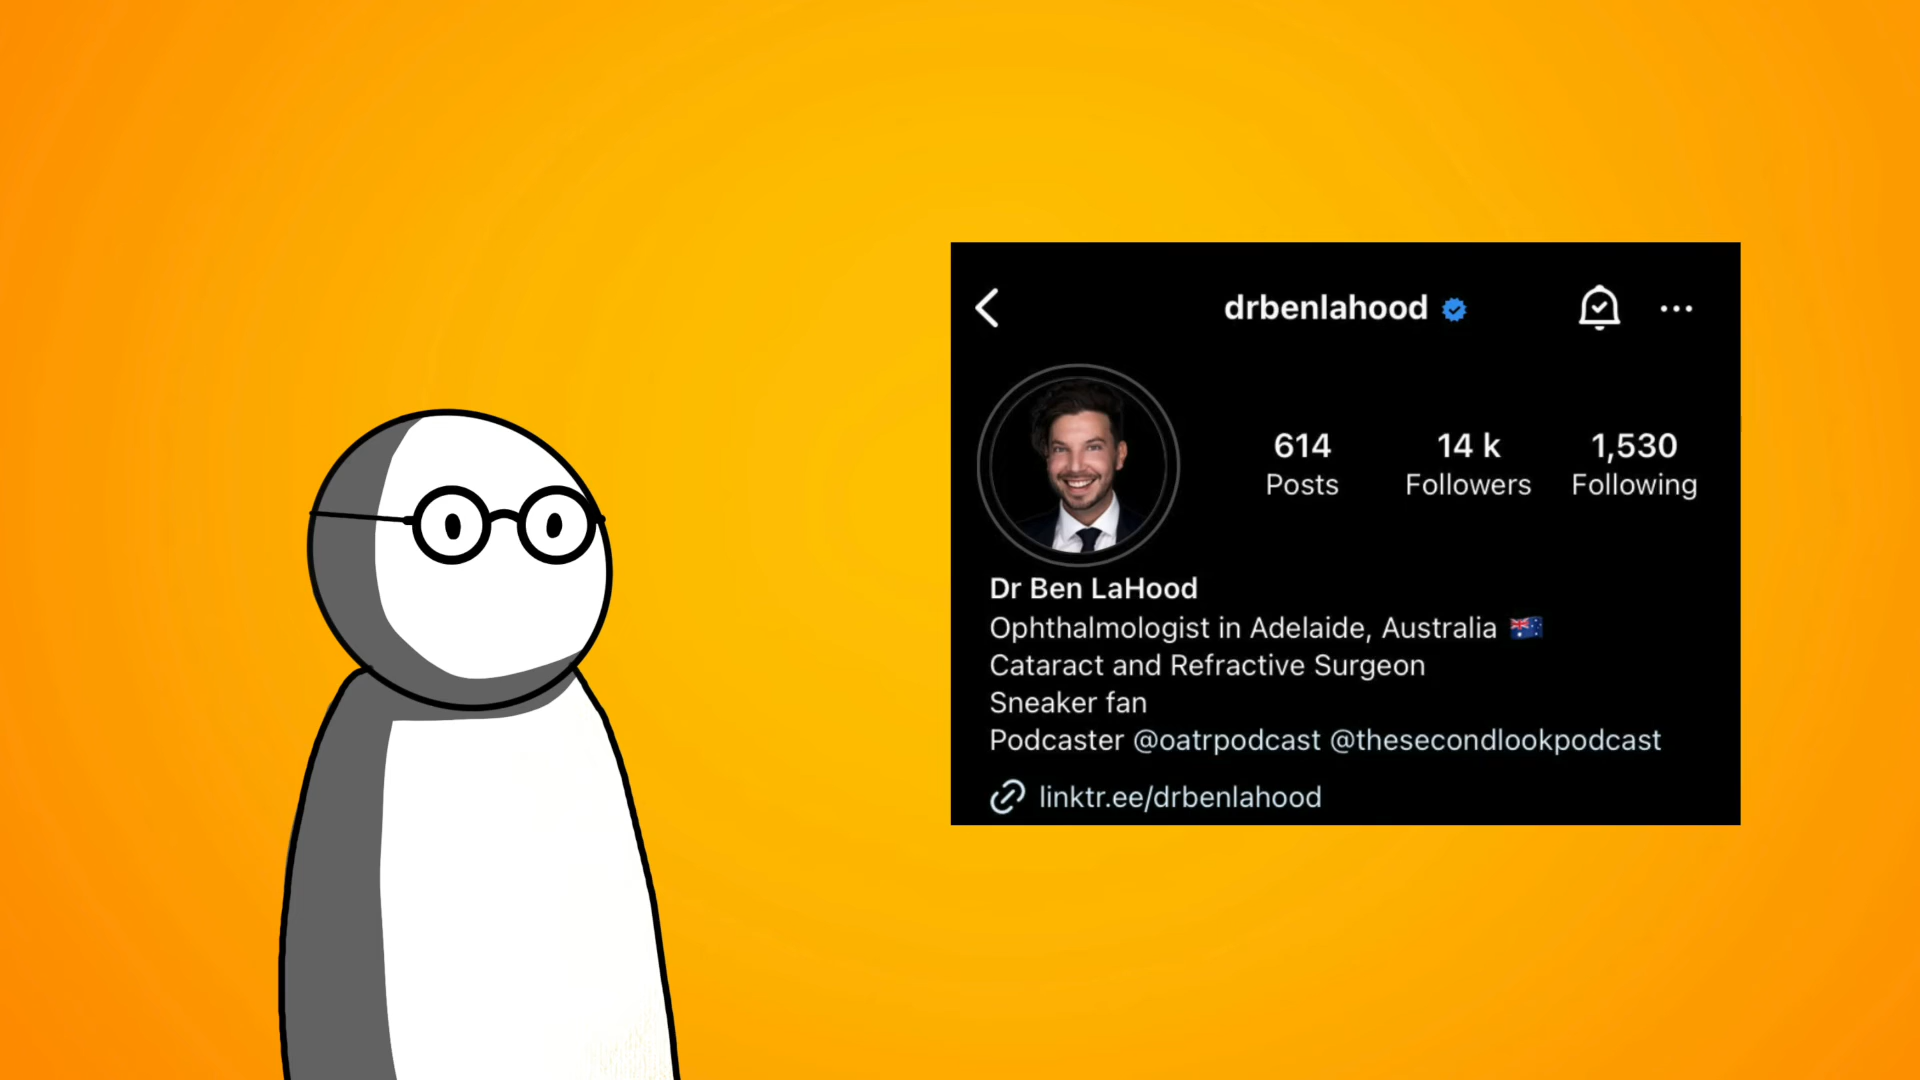 drbenlahood
614 14 k 1,530
Posts Followers Following
Dr Ben LaHood
Ophthalmologist in Adelaide, Australia 🇦🇺
Cataract and Refractive Surgeon
Sneaker fan
Podcaster @oatrpodcast @thesecondlookpodcast
linktr.ee/drbenlahood